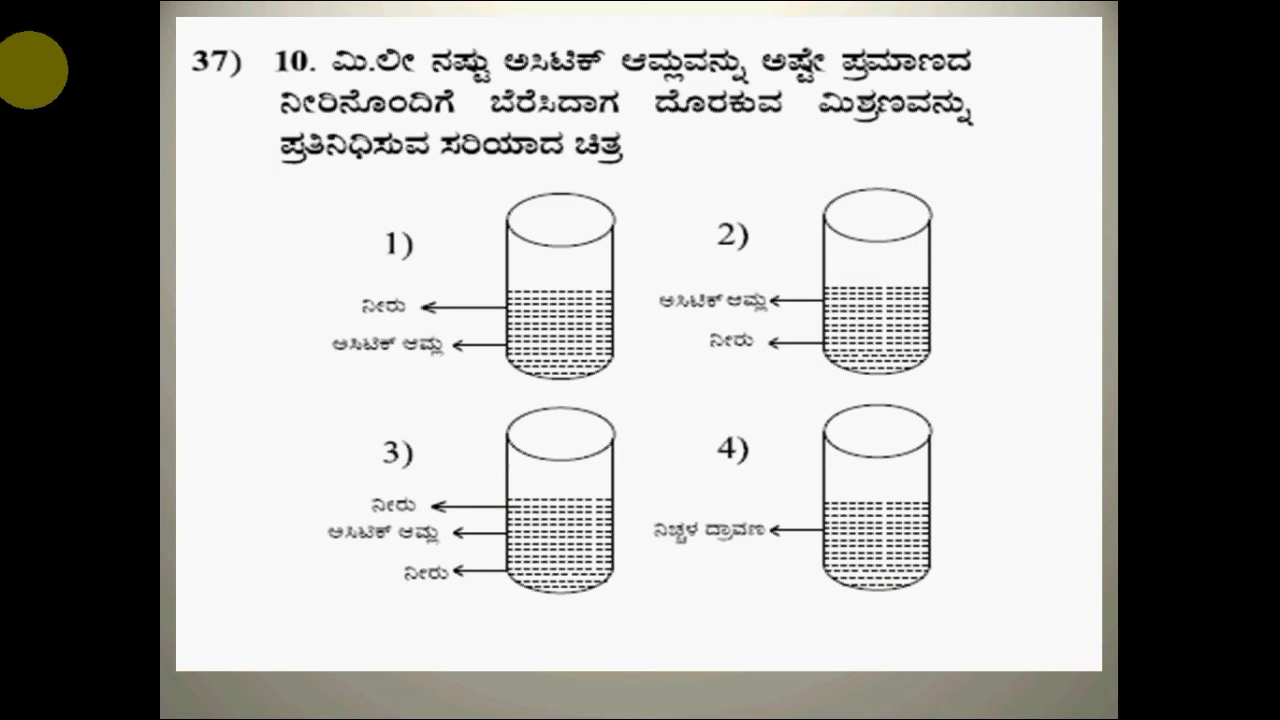 37) 10. ಮಿ.ಲೀ ನಷ್ಟು ಅಸಿಟಿಕ್ ಆಮ್ಲವನ್ನು ಅಷ್ಟೇ ಪ್ರಮಾಣದ
ನೀರಿನೊಂದಿಗೆ ಬೆರೆಸಿದಾಗ ದೊರಕುವ ಮಿಶ್ರಣವನ್ನು
ಪ್ರತಿನಿಧಿಸುವ ಸರಿಯಾದ ಚಿತ್ರ
1)
ನೀರು
ಅಸಿಟಿಕ್ ಆಮ್ಲ
2)
ಅಸಿಟಿಕ್ ಆಮ್ಲ
ನೀರು
3)
ನೀರು
ಅಸಿಟಿಕ್ ಆಮ್ಲ
ನೀರು
4)
ನಿಚ್ಚಳ ದ್ರಾವಣ